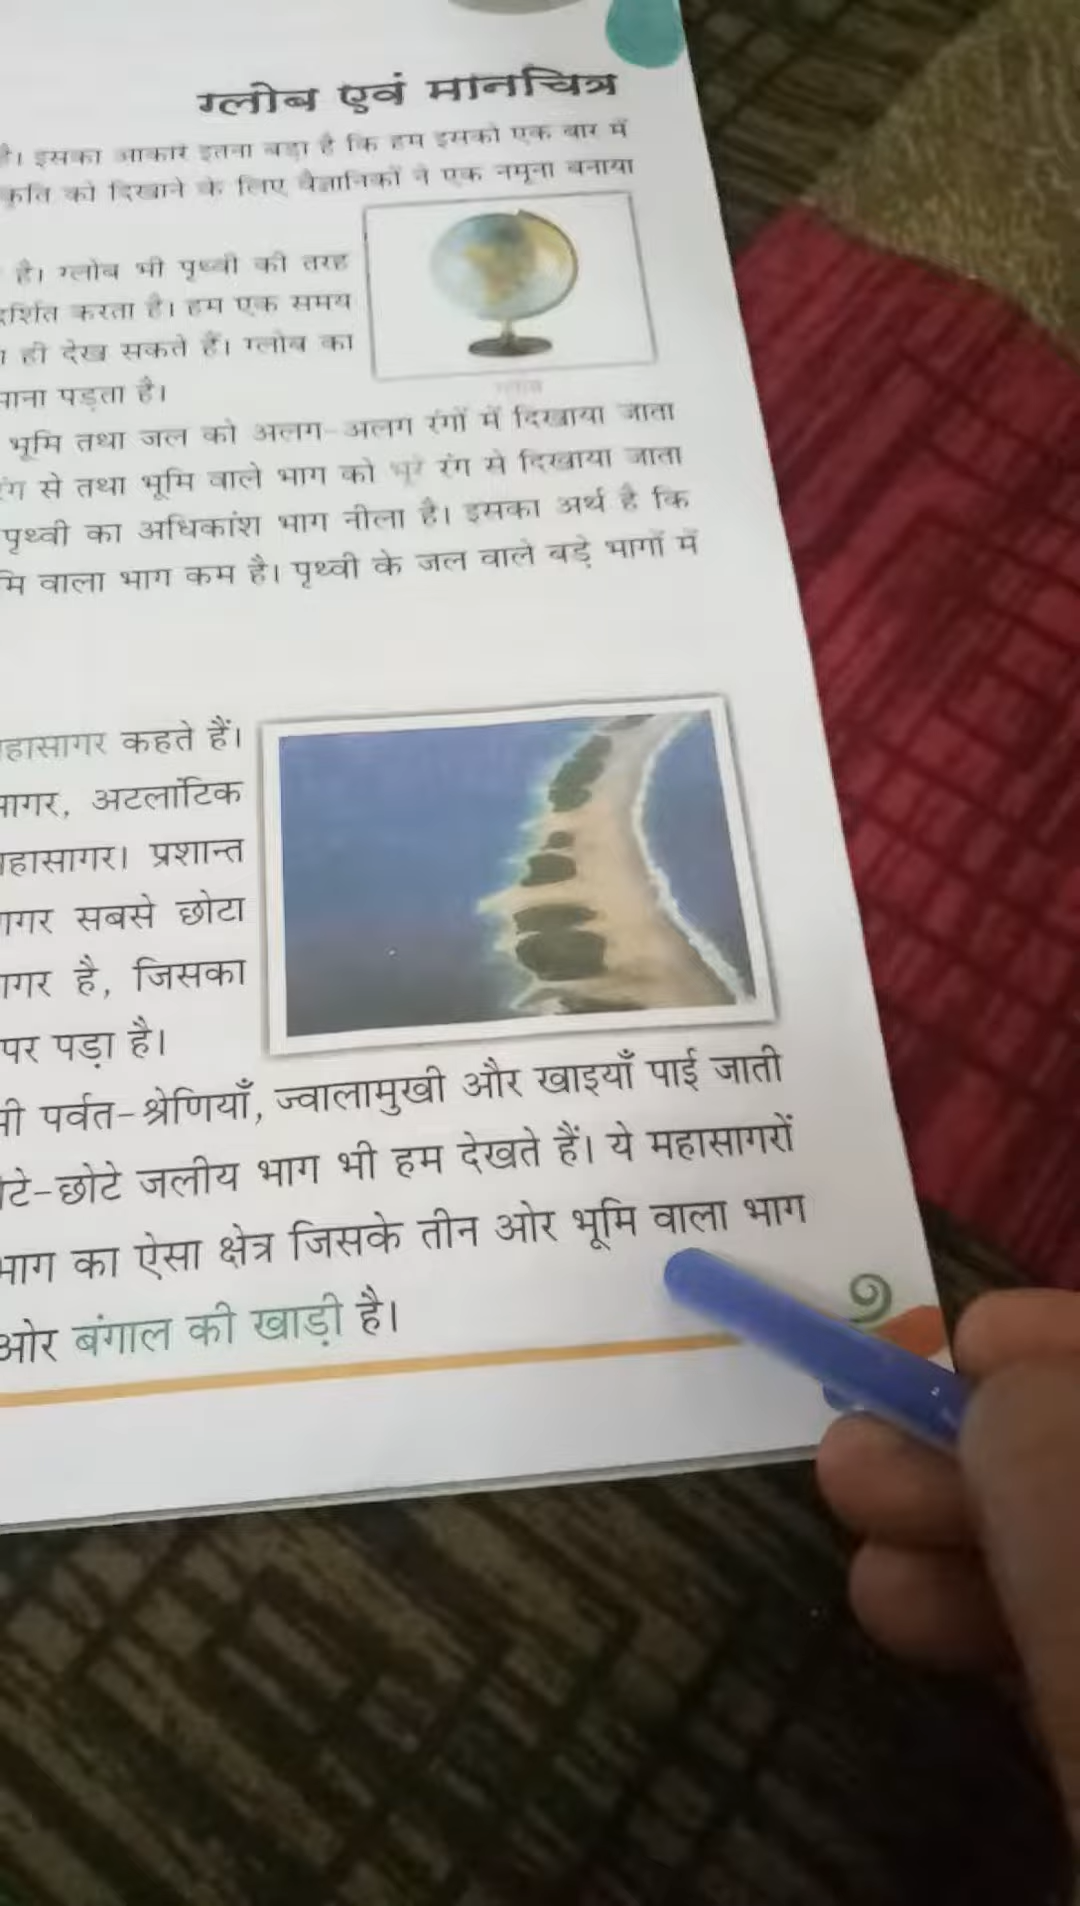 ग्लोब एवं मानचित्र
है। इसका आकार इतना बड़ा है कि हम इसको एक बार में
कृति को दिखाने के लिए वैज्ञानिकों ने एक नमूना बनाया
है। ग्लोब भी पृथ्वी की तरह
दर्शित करता है। हम एक समय
ही देख सकते हैं। ग्लोब का
माना पड़ता है।
ग्लोब
भूमि तथा जल को अलग-अलग रंगों में दिखाया जाता
रंग से तथा भूमि वाले भाग को भूरे रंग से दिखाया जाता
पृथ्वी का अधिकांश भाग नीला है। इसका अर्थ है कि
मि वाला भाग कम है। पृथ्वी के जल वाले बड़े भागों में
हासागर कहते हैं।
सागर, अटलांटिक
महासागर। प्रशान्त
ागर सबसे छोटा
ागर है, जिसका
पर पड़ा है।
भी पर्वत-श्रेणियाँ, ज्वालामुखी और खाइयाँ पाई जाती
टे-छोटे जलीय भाग भी हम देखते हैं। ये महासागरों
भाग का ऐसा क्षेत्र जिसके तीन ओर भूमि वाला भाग
ओर बंगाल की खाड़ी है।